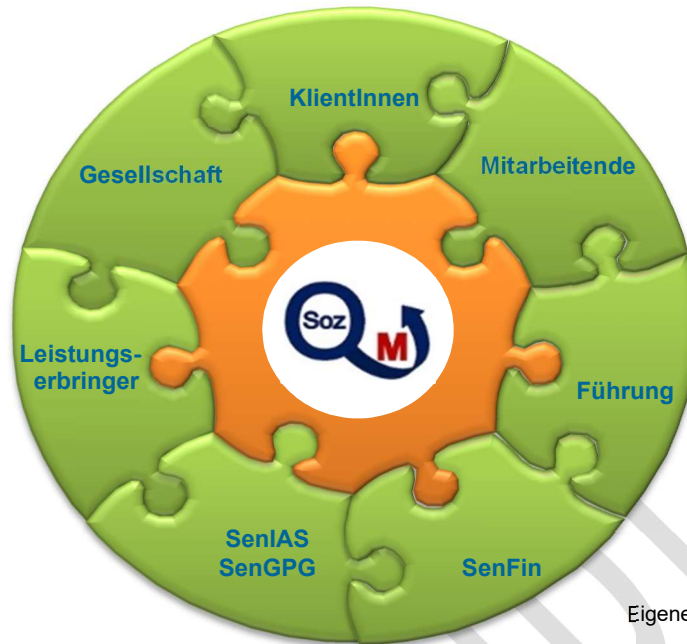 KlientInnen
Mitarbeitende
Gesellschaft
Soz
Q
M
Leistungs-
erbringer
Führung
SenIAS
SenGPG
SenFin
Eigene